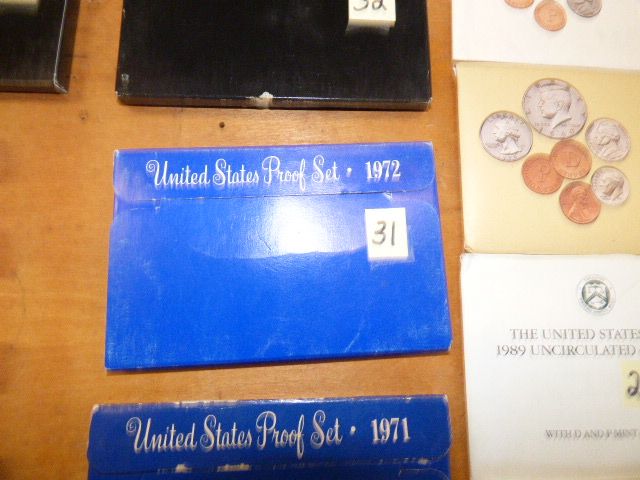 32
United States Proof Set · 1972
31
United States Proof Set · 1971
THE UNITED STATES
1989 UNCIRCULATED
2
WITH D AND P MINT